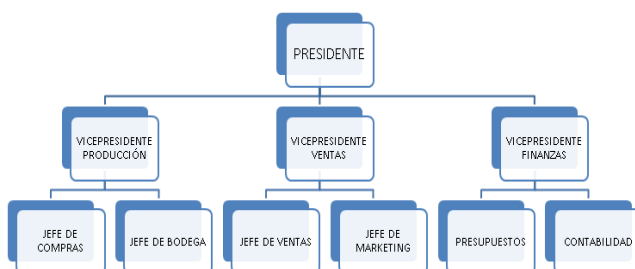 PRESIDENTE
VICEPRESIDENTE
PRODUCCIÓN
VICEPRESIDENTE
VENTAS
VICEPRESIDENTE
FINANZAS
JEFE DE
COMPRAS
JEFE DE BODEGA
JEFE DE VENTAS
JEFE DE
MARKETING
PRESUPUESTOS
CONTABILIDAD